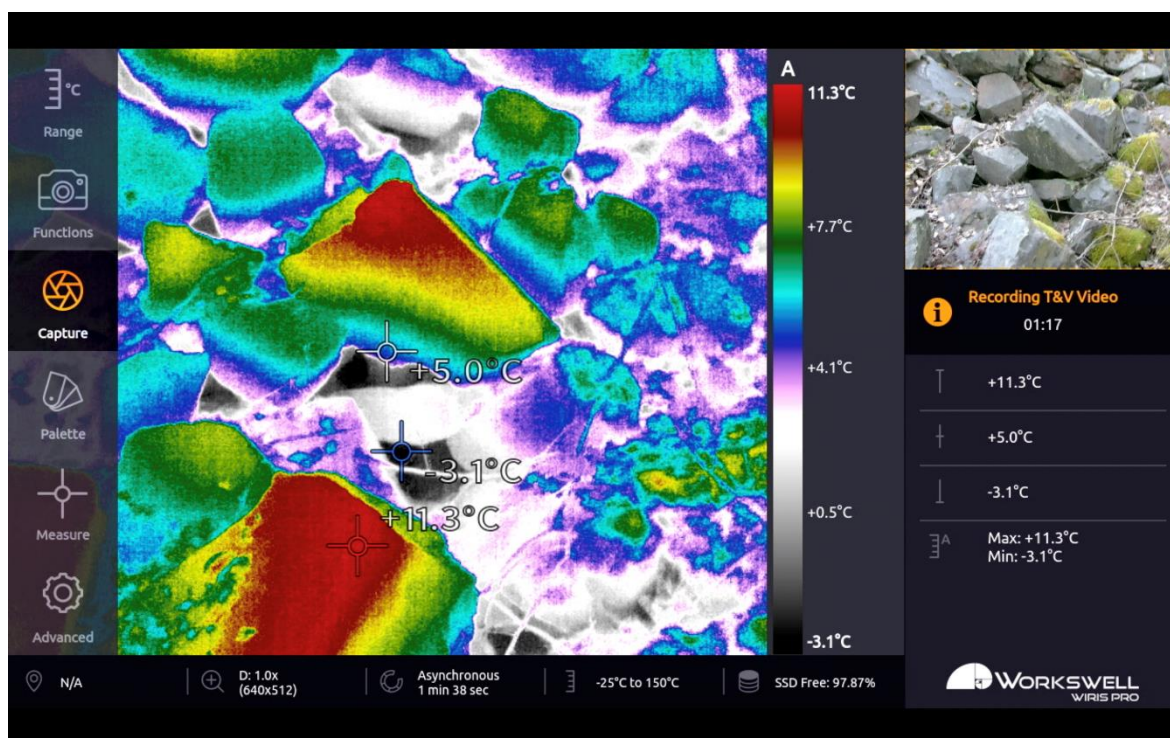 °C
Range
Functions
Capture
Palette
Measure
Advanced
+5.0°C
-3.1°C
+11.3°C
A
11.3°C
+7.7°C
+4.1°C
+0.5°C
-3.1°C
i
Recording T&V Video
01:17
+11.3°C
+5.0°C
-3.1°C
A
Max: +11.3°C
Min: -3.1°C
N/A
D: 1.0x
(640x512)
Asynchronous
1 min 38 sec
-25°C to 150°C
SSD Free: 97.87%
WORKSWELL
WIRIS PRO